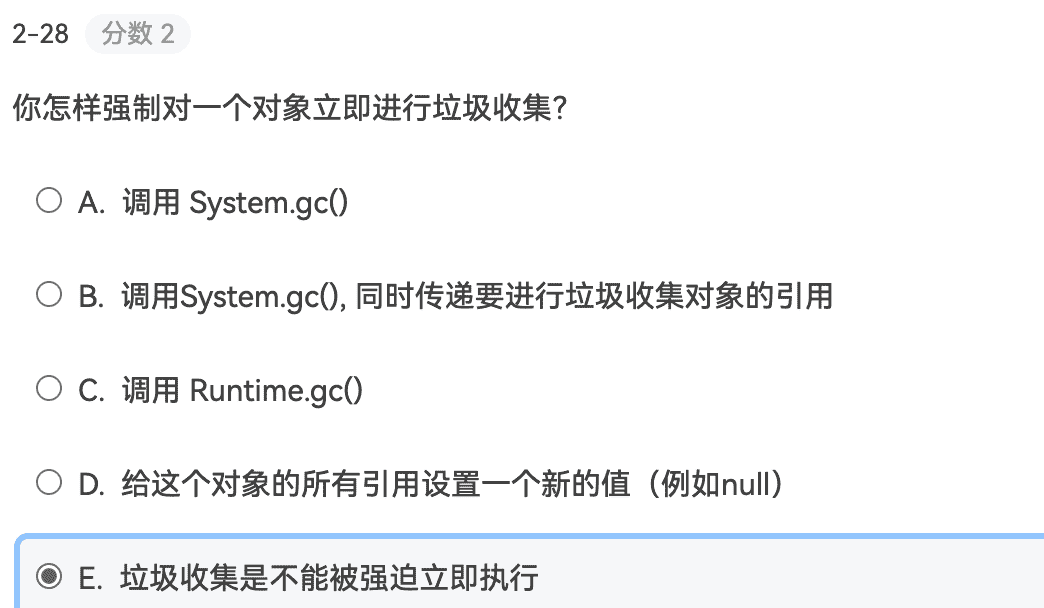 2-28 分数 2
你怎样强制对一个对象立即进行垃圾收集?
A. 调用 System.gc()
B. 调用System.gc(), 同时传递要进行垃圾收集对象的引用
C. 调用 Runtime.gc()
D. 给这个对象的所有引用设置一个新的值（例如null）
E. 垃圾收集是不能被强迫立即执行